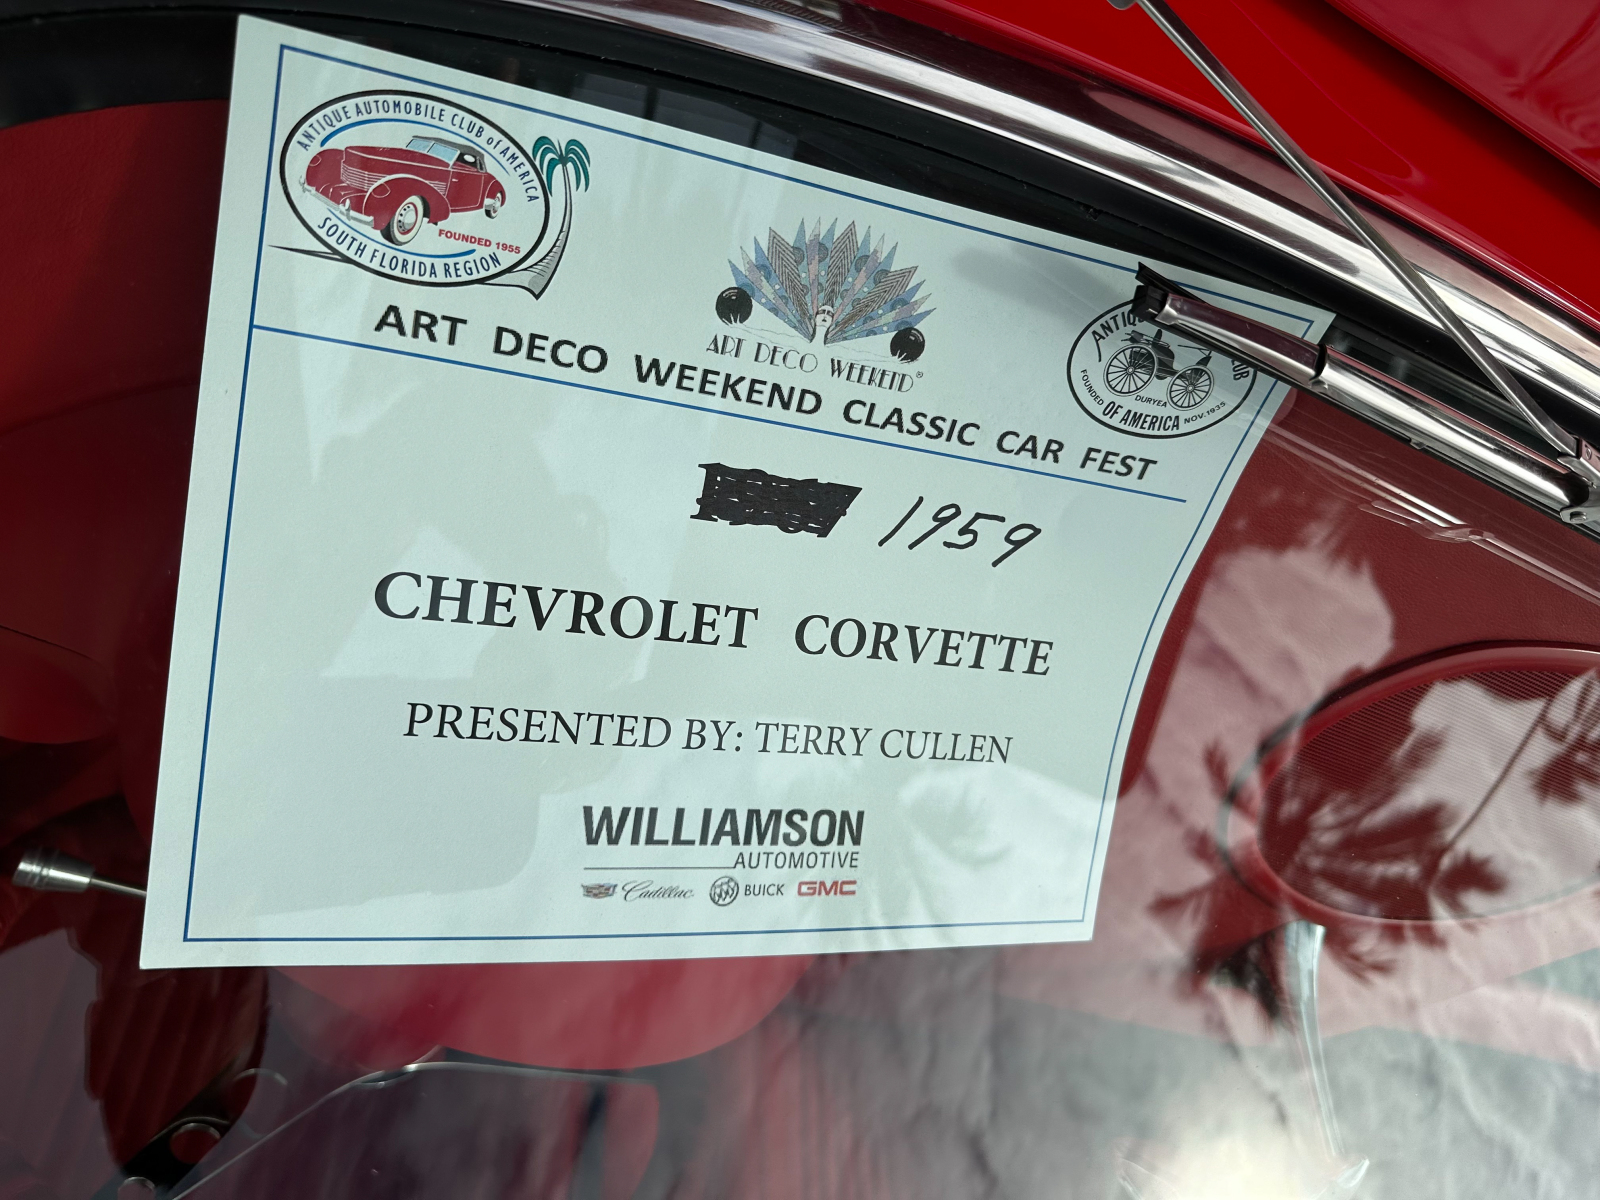 ANTIQUE AUTOMOBILE CLUB of AMERICA
FOUNDED 1955
SOUTH FLORIDA REGION
ART DECO WEEKEND®
FOUNDED DURYEA NOV. 1935
OF AMERICA
ART DECO WEEKEND CLASSIC CAR FEST
1959
CHEVROLET CORVETTE
PRESENTED BY: TERRY CULLEN
WILLIAMSON
AUTOMOTIVE
Cadillac BUICK GMC